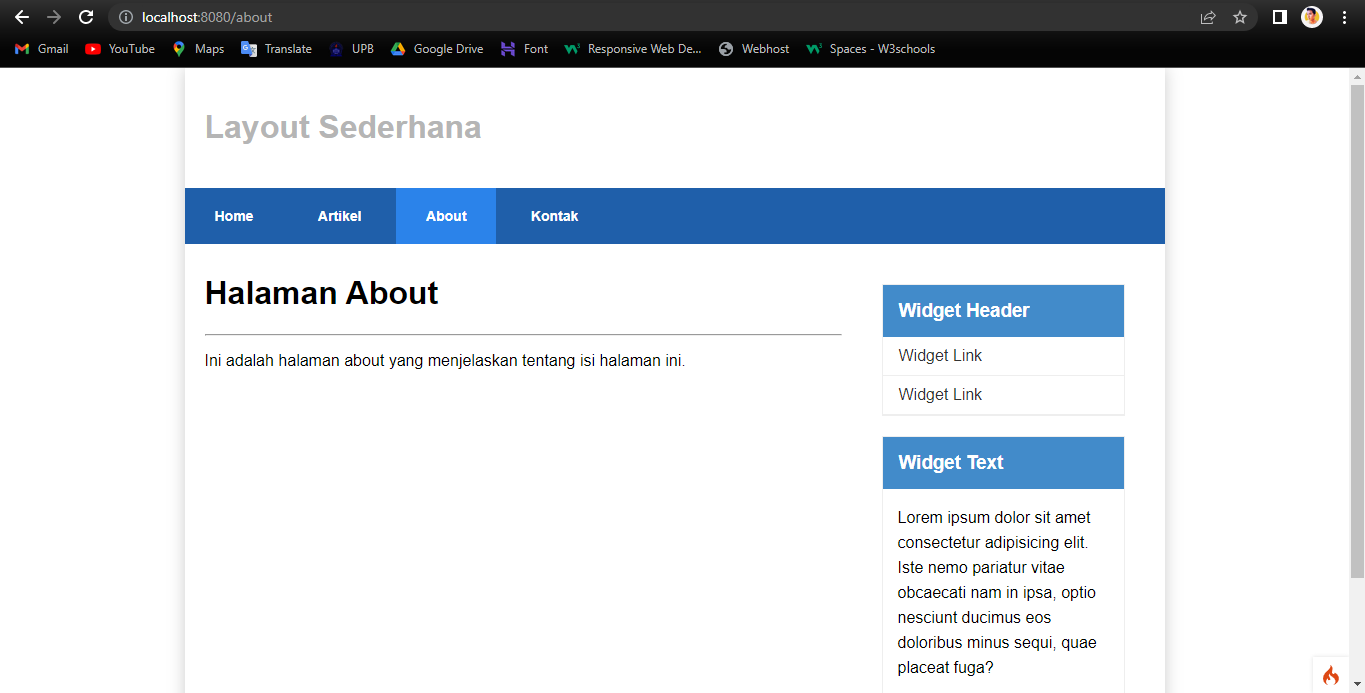 localhost:8080/about
Gmail YouTube Maps Translate UPB Google Drive Font Responsive Web De... Webhost Spaces - W3schools
Layout Sederhana
Home Artikel About Kontak
Halaman About
Ini adalah halaman about yang menjelaskan tentang isi halaman ini.
Widget Header
Widget Link
Widget Link
Widget Text
Lorem ipsum dolor sit amet
consectetur adipisicing elit.
Iste nemo pariatur vitae
obcaecati nam in ipsa, optio
nesciunt ducimus eos
doloribus minus sequi, quae
placeat fuga?